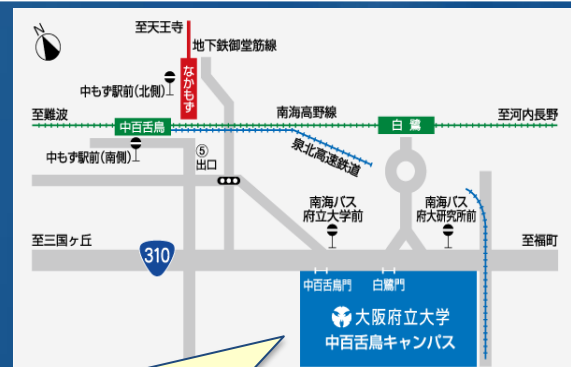 N
至天王寺
地下鉄御堂筋線
なかもず
中もず駅前(北側)
至難波
中百舌鳥
南海高野線
白鷺
至河内長野
中もず駅前(南側)
⑤
出口
泉北高速鉄道
南海バス
府立大学前
南海バス
府大研究所前
至三国ヶ丘
310
至福町
中百舌鳥門
白鷺門
大阪府立大学
中百舌鳥キャンパス